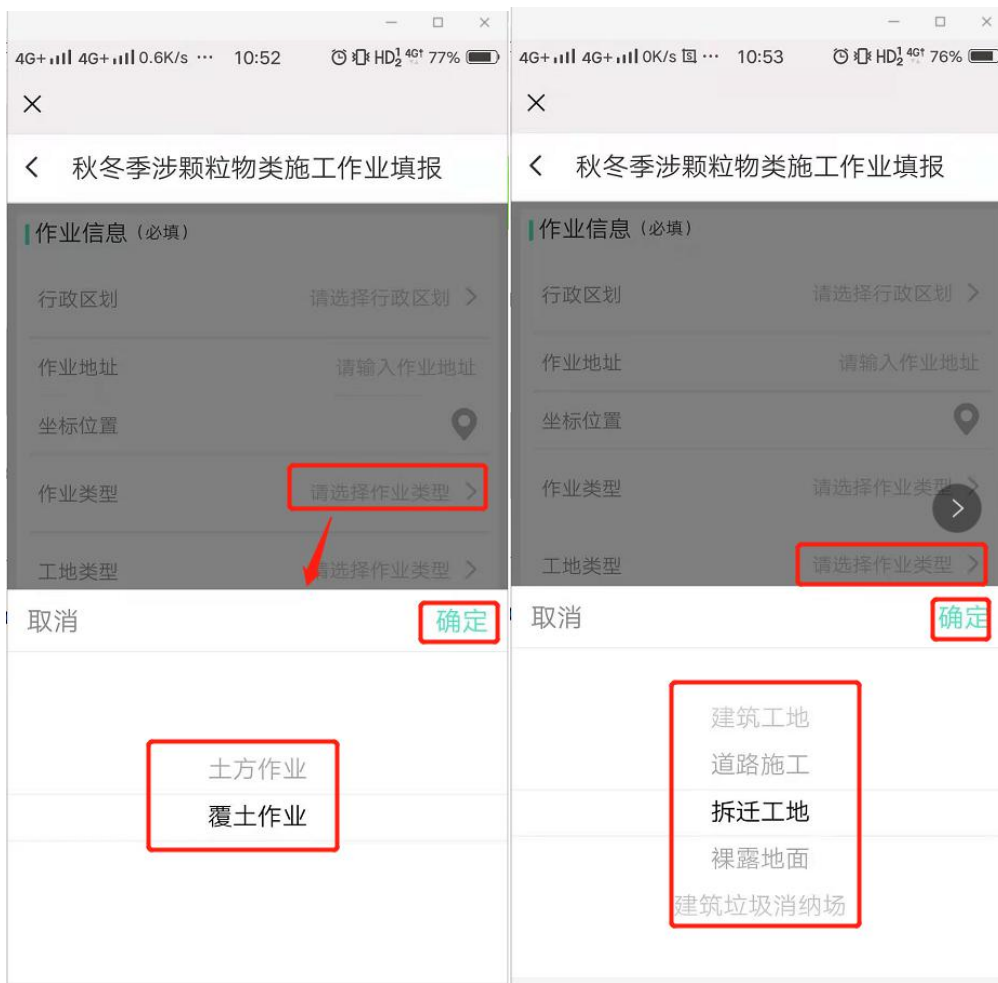 4G+ 4G+ 0.6K/s ··· 10:52 HD 1 2 4G↑ 77%
秋冬季涉颗粒物类施工作业填报
作业信息（必填）
行政区划 请选择行政区划
作业地址 请输入作业地址
坐标位置
作业类型 请选择作业类型
工地类型 请选择作业类型
取消 确定
土方作业
覆土作业
4G+ 4G+ 0K/s ··· 10:53 HD 1 2 4G↑ 76%
秋冬季涉颗粒物类施工作业填报
作业信息（必填）
行政区划 请选择行政区划
作业地址 请输入作业地址
坐标位置
作业类型 请选择作业类型
工地类型 请选择作业类型
取消 确定
建筑工地
道路施工
拆迁工地
裸露地面
建筑垃圾消纳场